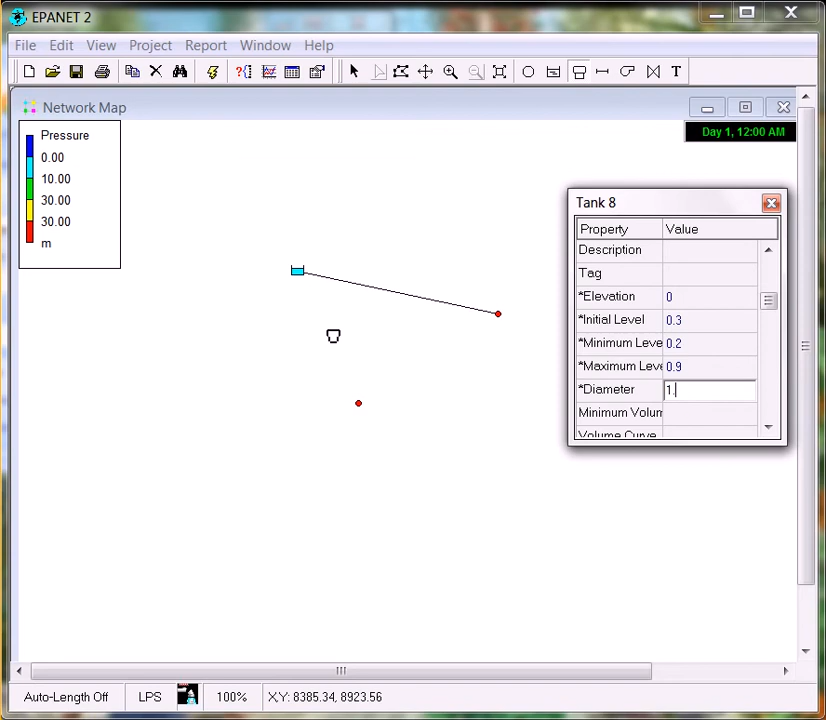 EPANET 2
File Edit View Project Report Window Help
T
Network Map
Day 1, 12:00 AM
Pressure
0.00
10.00
30.00
30.00
m
Tank 8
Property Value
Description
Tag
*Elevation 0
*Initial Level 0.3
*Minimum Leve 0.2
*Maximum Leve 0.9
*Diameter 1.
Minimum Volum
Volume Curve
Auto-Length Off LPS 100% X,Y: 8385.34, 8923.56